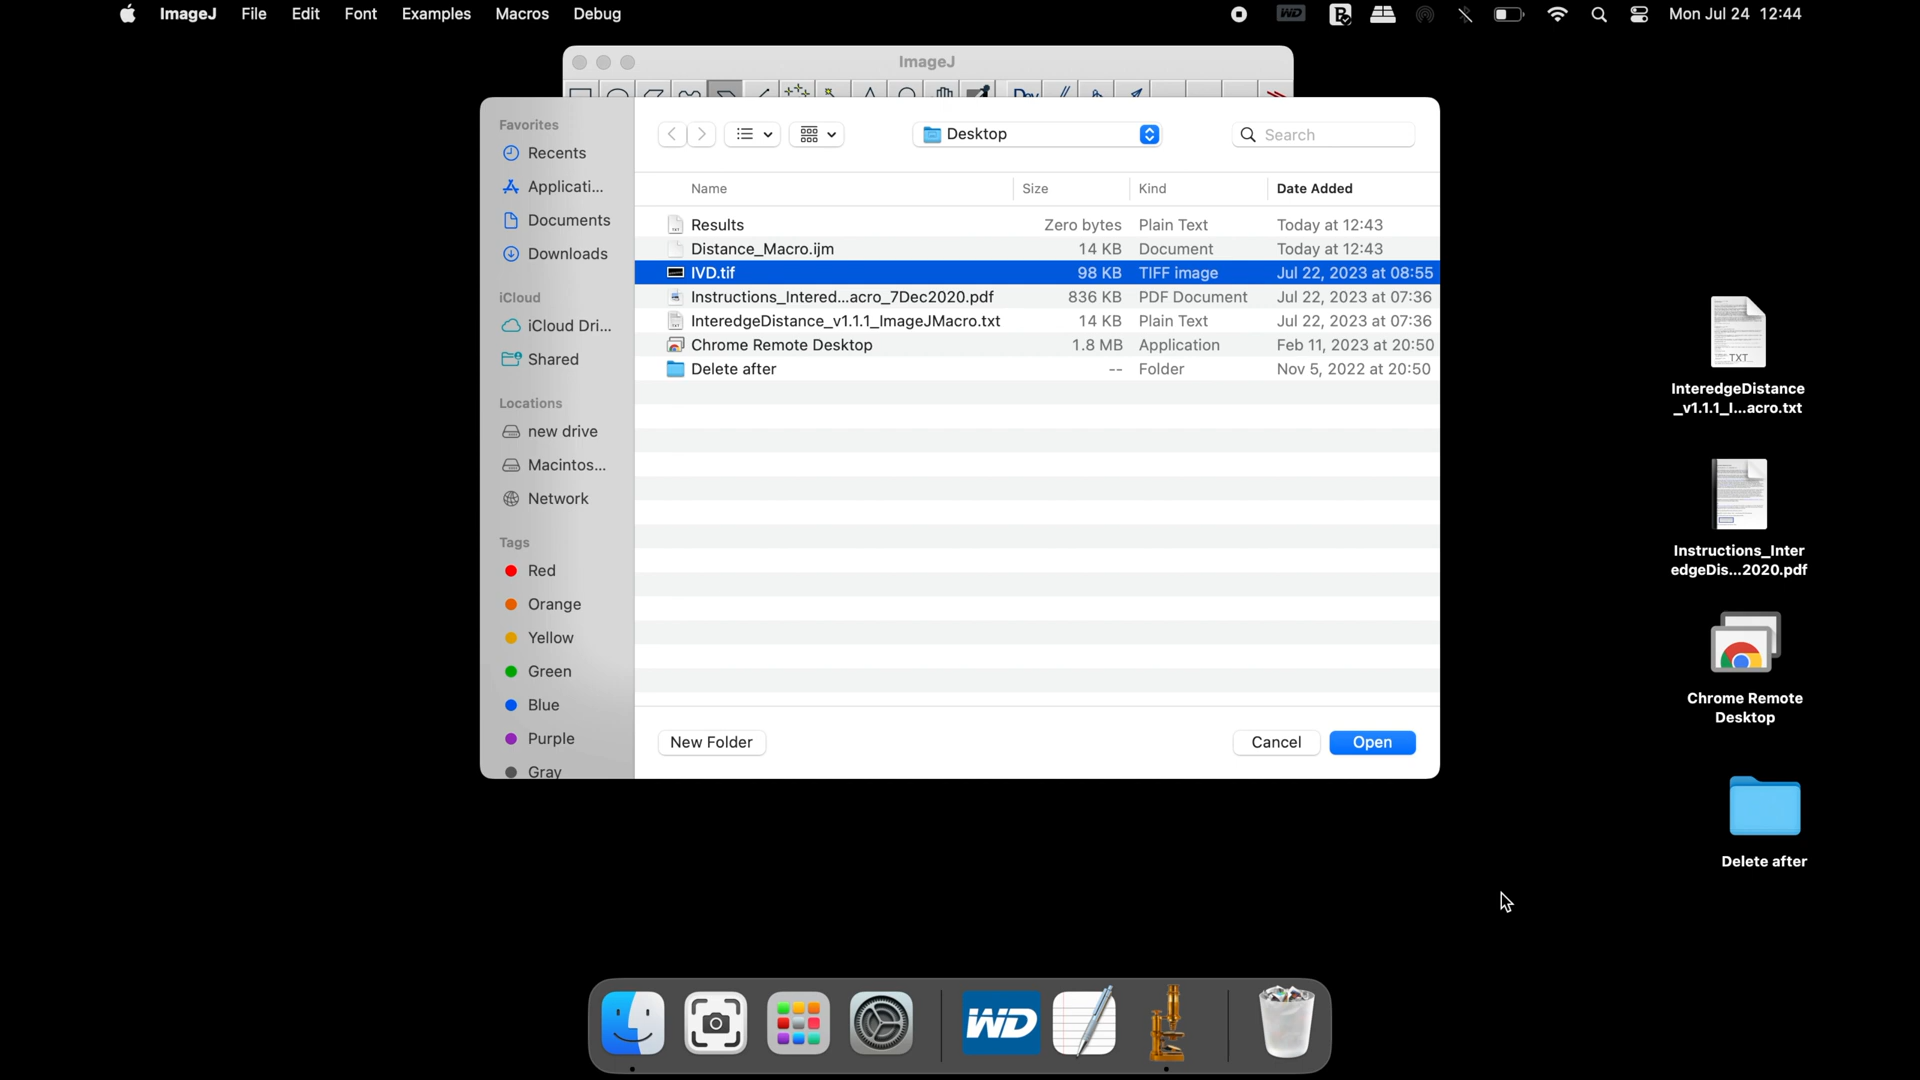 ImageJ File Edit Font Examples Macros Debug
WD
Mon Jul 24 12:44
ImageJ
Dev
Favorites
Recents
Applicati...
Documents
Downloads
iCloud
iCloud Dri...
Shared
Locations
new drive
Macintos...
Network
Tags
Red
Orange
Yellow
Green
Blue
Purple
Gray
Desktop
Search
Name Size Kind Date Added
Results Zero bytes Plain Text Today at 12:43
Distance_Macro.ijm 14 KB Document Today at 12:43
IVD.tif 98 KB TIFF image Jul 22, 2023 at 08:55
Instructions_Intered...acro_7Dec2020.pdf 836 KB PDF Document Jul 22, 2023 at 07:36
InteredgeDistance_v1.1.1_ImageJMacro.txt 14 KB Plain Text Jul 22, 2023 at 07:36
Chrome Remote Desktop 1.8 MB Application Feb 11, 2023 at 20:50
Delete after -- Folder Nov 5, 2022 at 20:50
New Folder Cancel Open
TXT
InteredgeDistance
_v1.1.1_I...acro.txt
Instructions_Inter
edgeDis...2020.pdf
Chrome Remote
Desktop
Delete after
WD